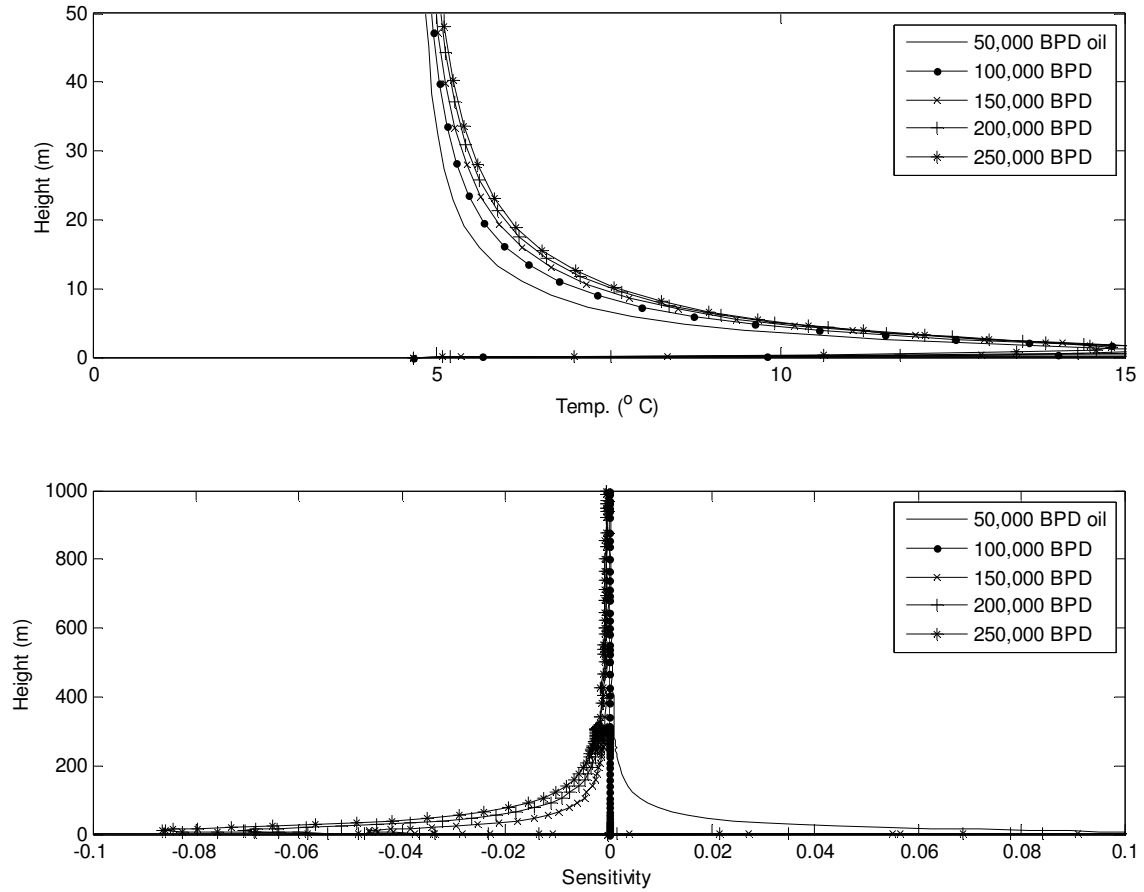 50
40
30
20
10
0
Height (m)
0
5
10
15
Temp. (° C)
50,000 BPD oil
100,000 BPD
150,000 BPD
200,000 BPD
250,000 BPD
1000
800
600
400
200
0
Height (m)
-0.1
-0.08
-0.06
-0.04
-0.02
0
0.02
0.04
0.06
0.08
0.1
Sensitivity
50,000 BPD oil
100,000 BPD
150,000 BPD
200,000 BPD
250,000 BPD